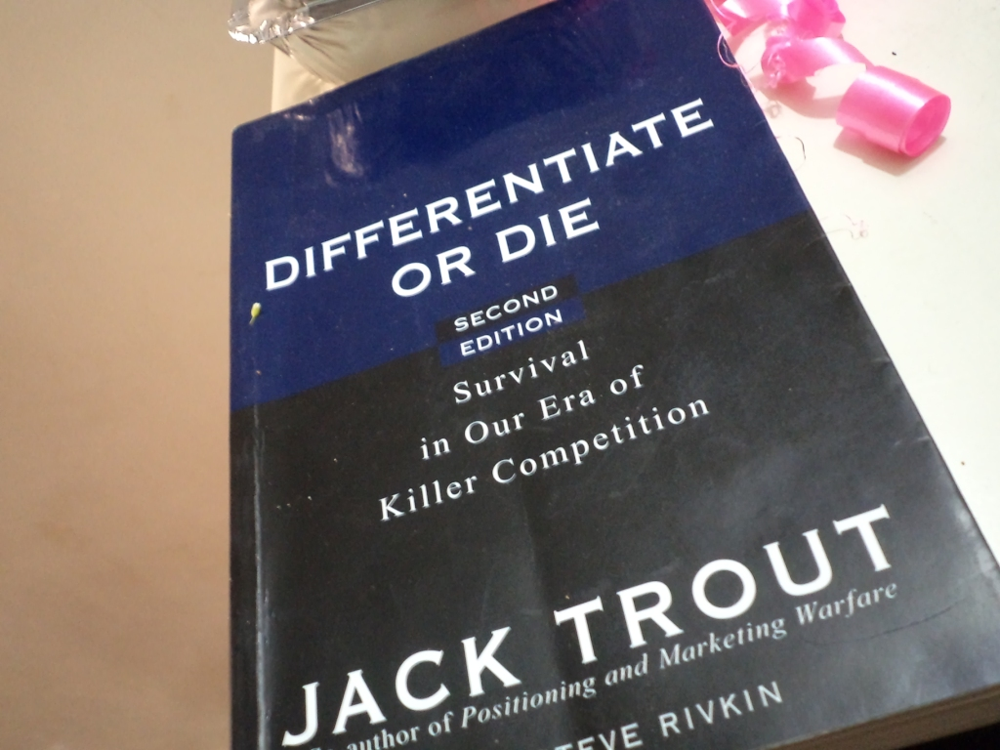 DIFFERENTIATE
OR DIE
SECOND
EDITION
Survival
in Our Era of
Killer Competition
JACK TROUT
author of Positioning and Marketing Warfare
RIVKIN